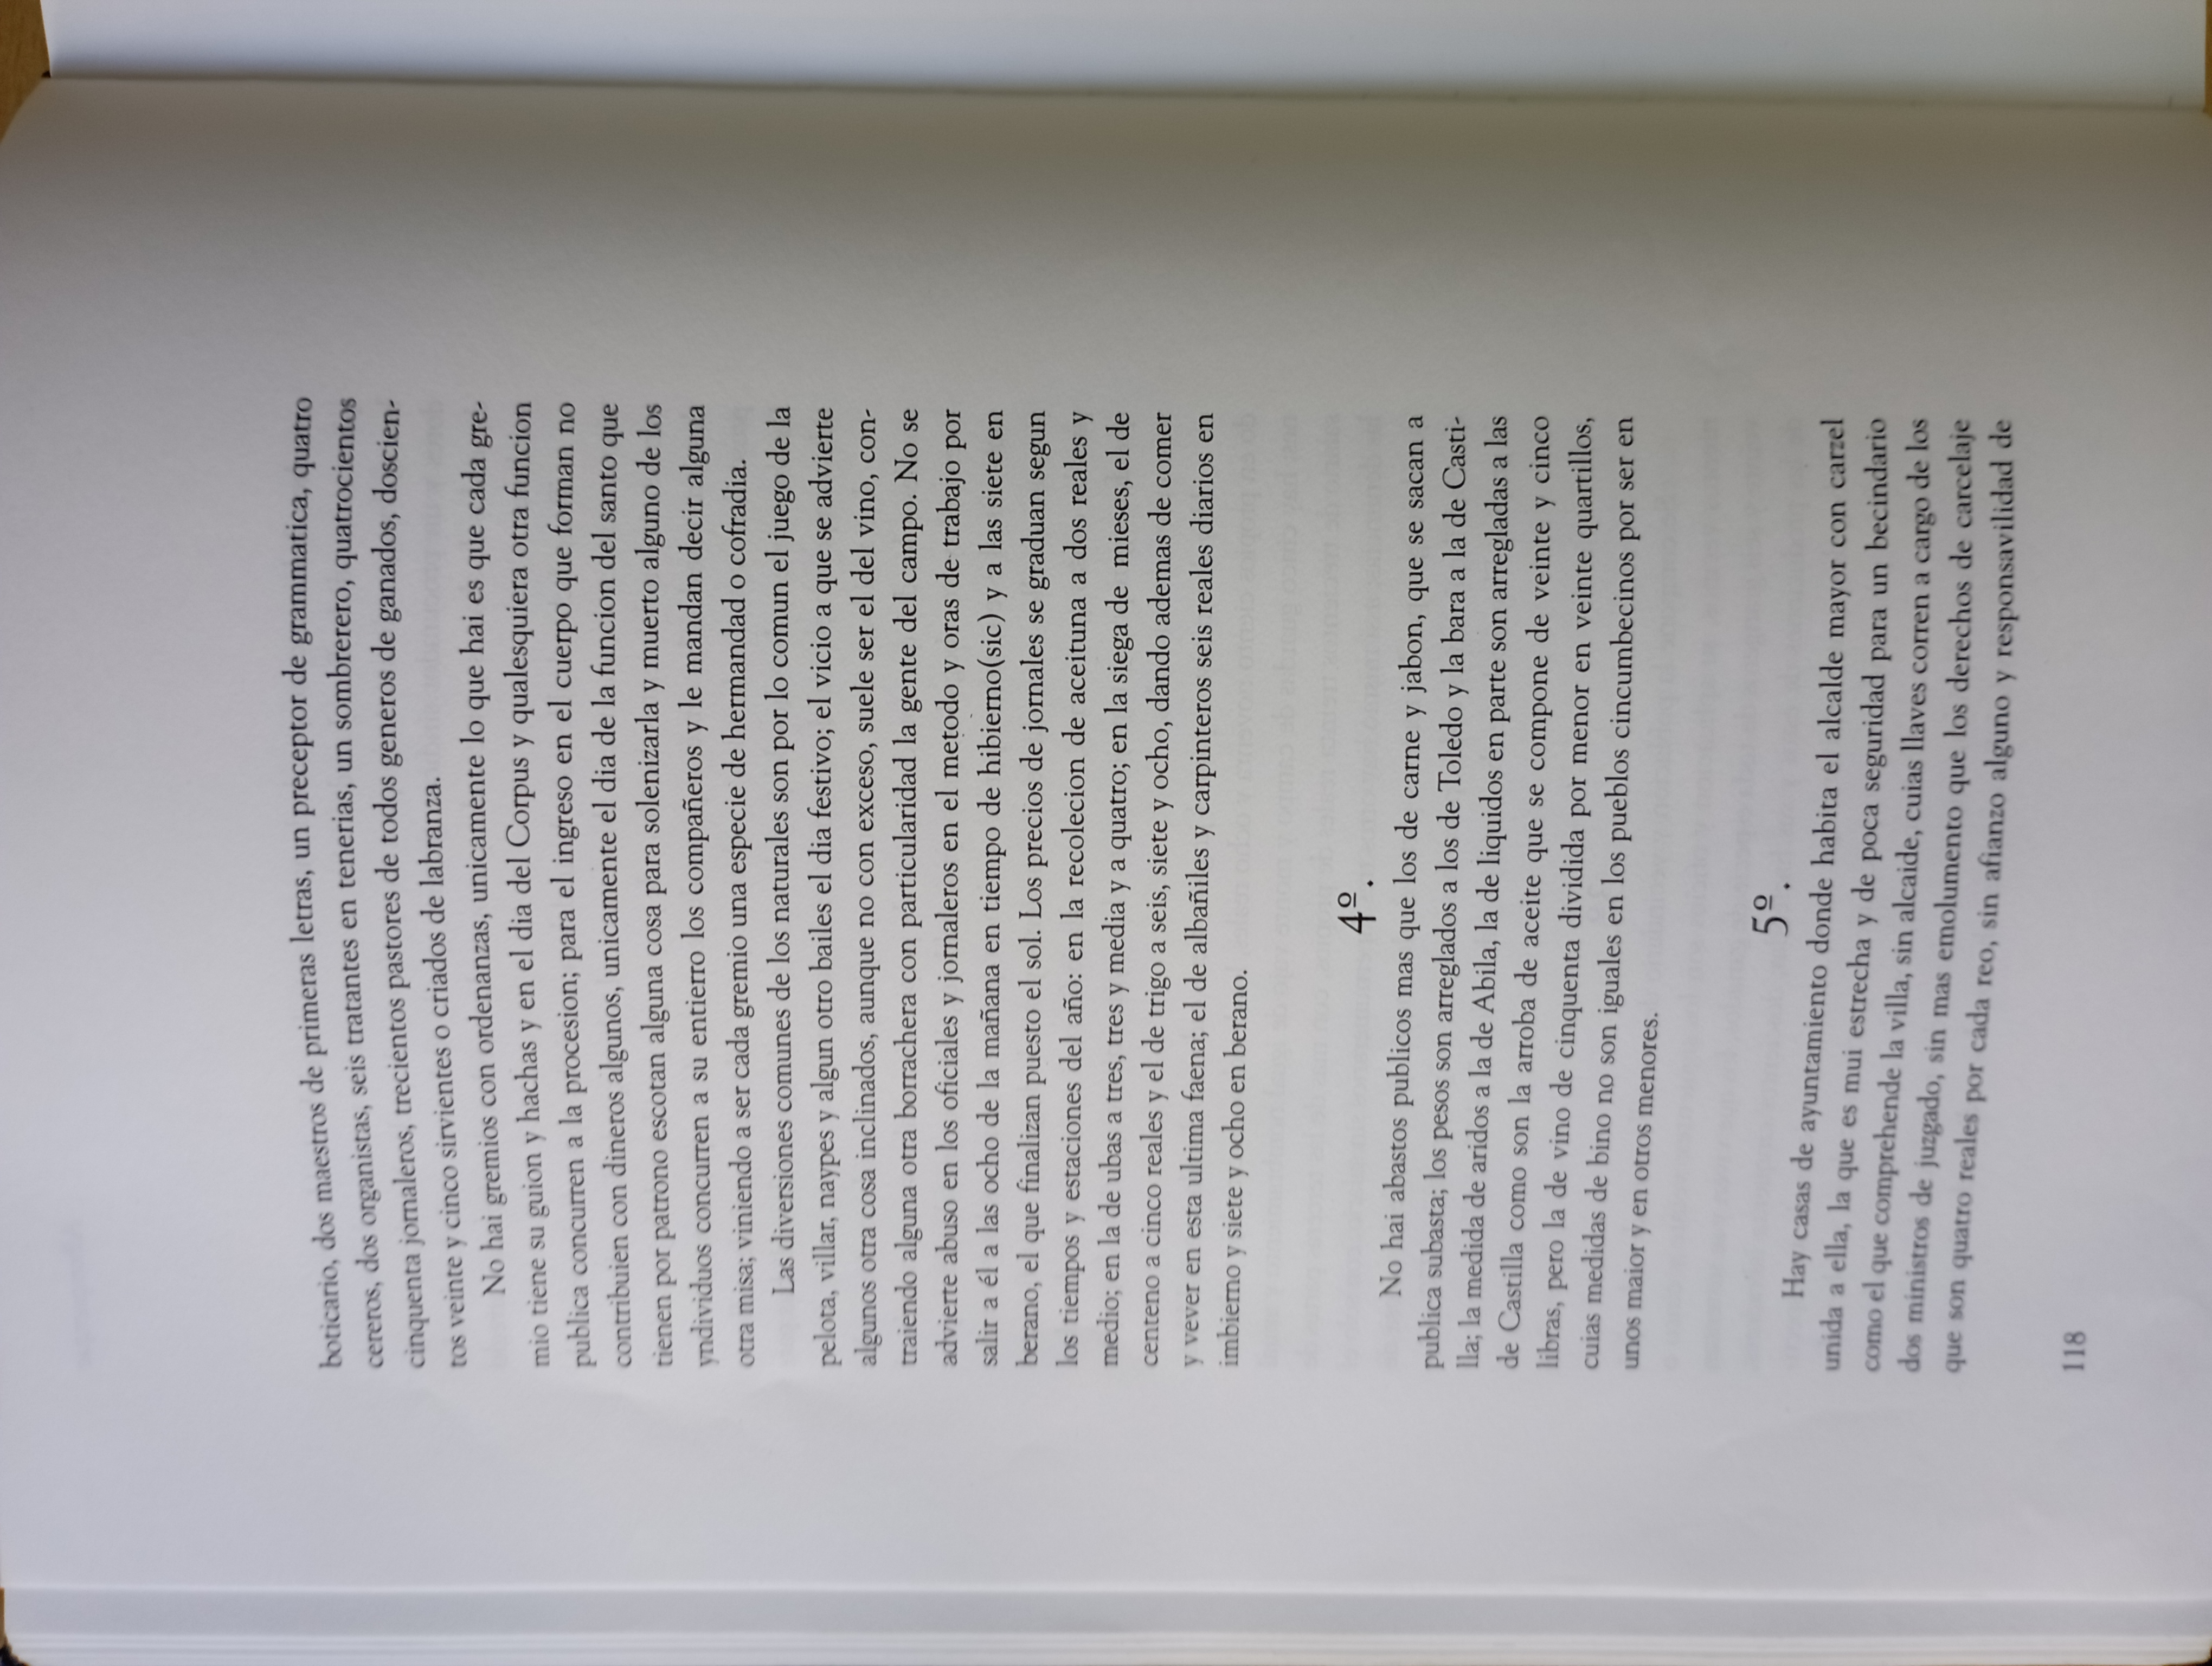 boticario, dos maestros de primeras letras, un preceptor de grammatica, quatro
cereros, dos organistas, seis tratantes en tenerias, un sombrerero, quatrocientos
cinquenta jornaleros, trecientos pastores de todos generos de ganados, doscien-
tos veinte y cinco sirvientes o criados de labranza.
No hai gremios con ordenanzas, unicamente lo que hai es que cada gre-
mio tiene su guion y hachas y en el dia del Corpus y qualesquiera otra funcion
publica concurren a la procesion; para el ingreso en el cuerpo que forman no
contribuien con dineros algunos, unicamente el dia de la funcion del santo que
tienen por patrono escotan alguna cosa para solenizarla y muerto alguno de los
yndividuos concurren a su entierro los compañeros y le mandan decir alguna
otra misa; viniendo a ser cada gremio una especie de hermandad o cofradia.
Las diversiones comunes de los naturales son por lo comun el juego de la
pelota, villar, naypes y algun otro bailes el dia festivo; el vicio a que se advierte
algunos otra cosa inclinados, aunque no con exceso, suele ser el del vino, con-
traiendo alguna otra borrachera con particularidad la gente del campo. No se
advierte abuso en los oficiales y jornaleros en el metodo y oras de trabajo por
salir a él a las ocho de la mañana en tiempo de hibierno(sic) y a las siete en
berano, el que finalizan puesto el sol. Los precios de jornales se graduan segun
los tiempos y estaciones del año: en la recolecion de aceituna a dos reales y
medio; en la de ubas a tres, tres y media y a quatro; en la siega de mieses, el de
centeno a cinco reales y el de trigo a seis, siete y ocho, dando ademas de comer
y vever en esta ultima faena; el de albañiles y carpinteros seis reales diarios en
imbierno y siete y ocho en berano.
4º.
No hai abastos publicos mas que los de carne y jabon, que se sacan a
publica subasta; los pesos son arreglados a los de Toledo y la bara a la de Casti-
lla; la medida de aridos a la de Abila, la de liquidos en parte son arregladas a las
de Castilla como son la arroba de aceite que se compone de veinte y cinco
libras, pero la de vino de cinquenta dividida por menor en veinte quartillos,
cuias medidas de bino no son iguales en los pueblos cincumbecinos por ser en
unos maior y en otros menores.
5º.
Hay casas de ayuntamiento donde habita el alcalde mayor con carzel
unida a ella, la que es mui estrecha y de poca seguridad para un becindario
como el que comprehende la villa, sin alcaide, cuias llaves corren a cargo de los
dos ministros de juzgado, sin mas emolumento que los derechos de carcelaje
que son quatro reales por cada reo, sin afianzo alguno y responsavilidad de
118